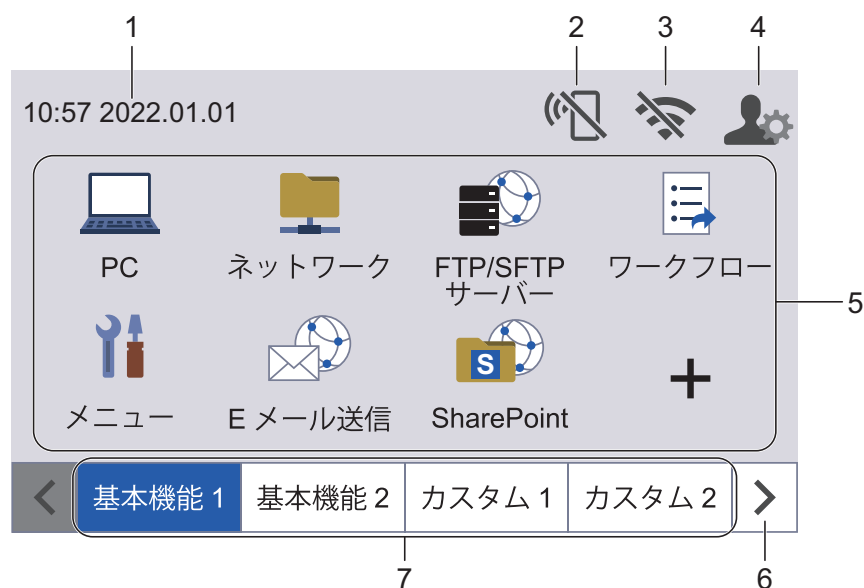 1
2
3
4
10:57 2022.01.01
PC
ネットワーク
FTP/SFTP
サーバー
ワークフロー
5
メニュー
E メール送信
S
SharePoint
+
基本機能 1
基本機能 2
カスタム 1
カスタム 2
7
6